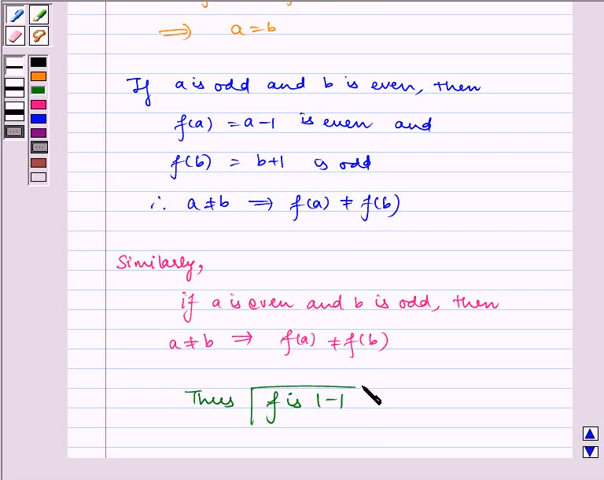 ⟹ a = b
If a is odd and b is even, then
f(a) = a-1 is even and
f(b) = b+1 is odd
∴ a ≠ b ⟹ f(a) ≠ f(b)
Similarly,
if a is even and b is odd, then
a ≠ b ⟹ f(a) ≠ f(b)
Thus f is 1-1